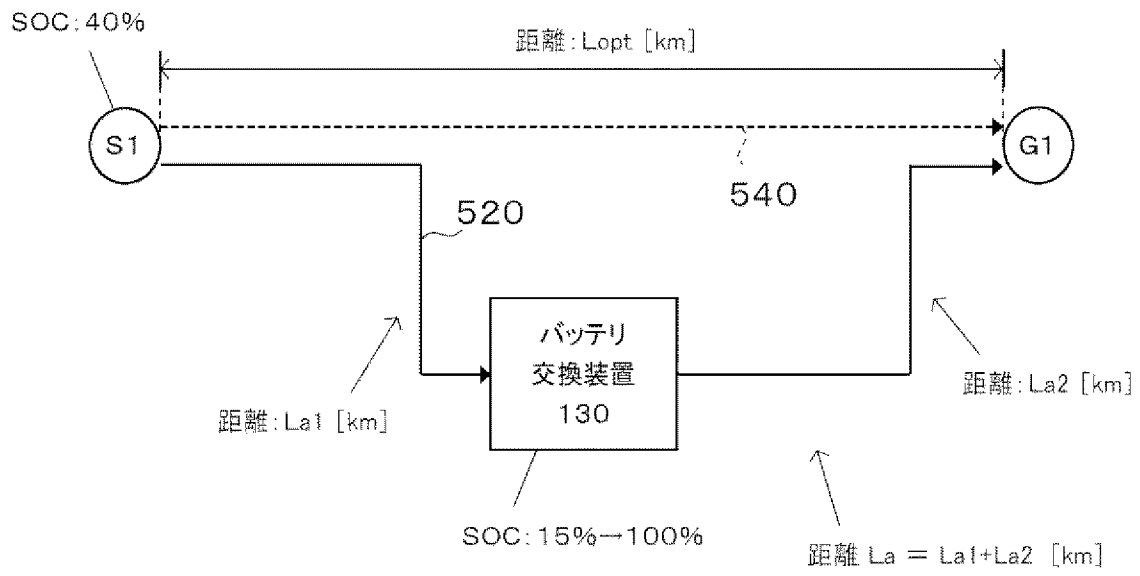 SOC:40%
距離:Lopt [km]
S1
G1
540
520
バッテリ
交換装置
130
距離:La1 [km]
距離:La2 [km]
SOC:15%→100%
距離 La = La1+La2 [km]